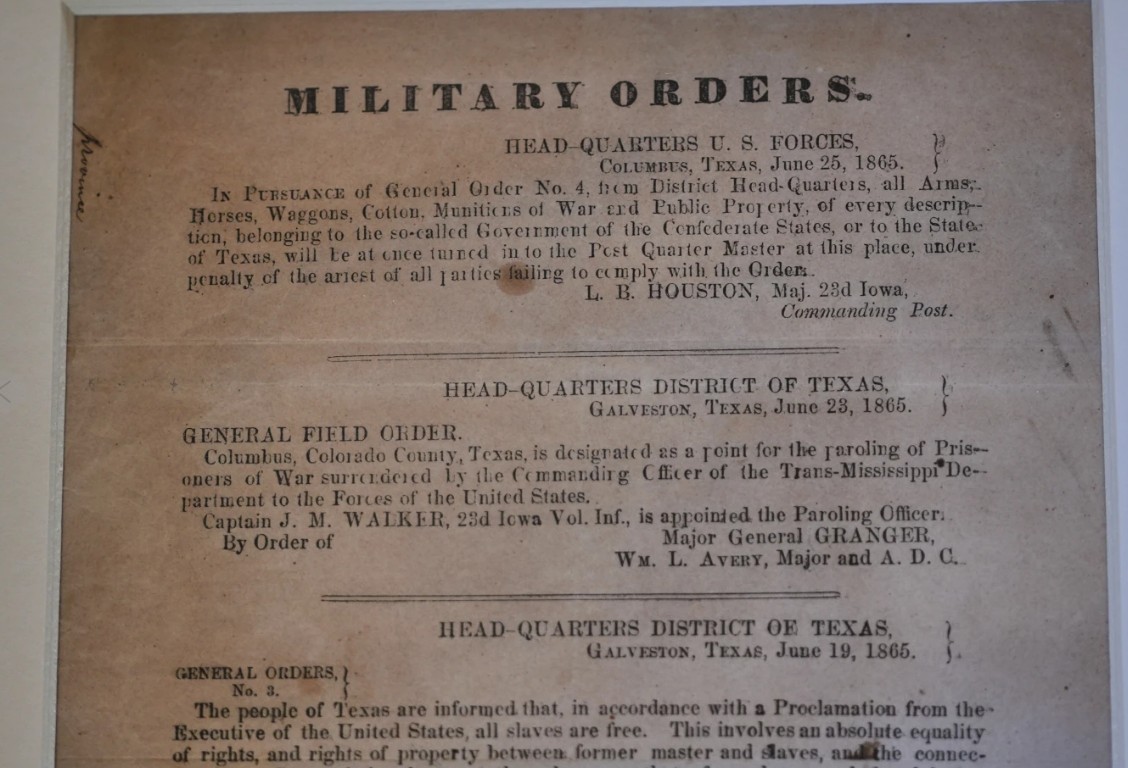 MILITARY ORDERS.
HEAD-QUARTERS U. S. FORCES,
COLUMBUS, TEXAS, June 25, 1865.
IN PURSUANCE of General Order No. 4, from District Head-Quarters, all Arms,
Horses, Waggons, Cotton, Munitions of War and Public Property, of every descrip-
tion, belonging to the so-called Government of the Confederate States, or to the State
of Texas, will be at once turned in to the Post Quarter Master at this place, under
penalty of the arrest of all parties failing to comply with the Order.
L. B. HOUSTON, Maj. 23d Iowa,
Commanding Post.
HEAD-QUARTERS DISTRICT OF TEXAS,
GALVESTON, TEXAS, June 23, 1865.
GENERAL FIELD ORDER.
Columbus, Colorado County, Texas, is designated as a point for the paroling of Pris-
oners of War surrendered by the Commanding Officer of the Trans-Mississippi De-
partment to the Forces of the United States.
Captain J. M. WALKER, 23d Iowa Vol. Inf., is appointed the Paroling Officer.
By Order of Major General GRANGER,
WM. L. AVERY, Major and A. D. C.
HEAD-QUARTERS DISTRICT OF TEXAS,
GALVESTON, TEXAS, June 19, 1865.
GENERAL ORDERS,
No. 3.
The people of Texas are informed that, in accordance with a Proclamation from the
Executive of the United States, all slaves are free. This involves an absolute equality
of rights, and rights of property between former master and slaves, and the connec-